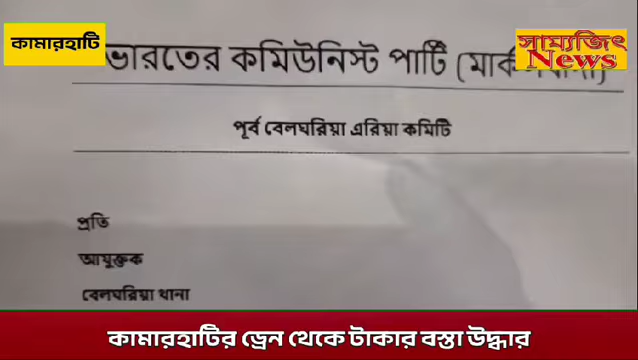 কামারহাটি
সাম্যজিৎ
News
ভারতের কমিউনিস্ট পার্টি
পূর্ব বেলঘরিয়া এরিয়া কমিটি
প্রতি
আযুক্তক
বেলঘরিয়া থানা
কামারহাটির ড্রেন থেকে টাকার বস্তা উদ্ধার